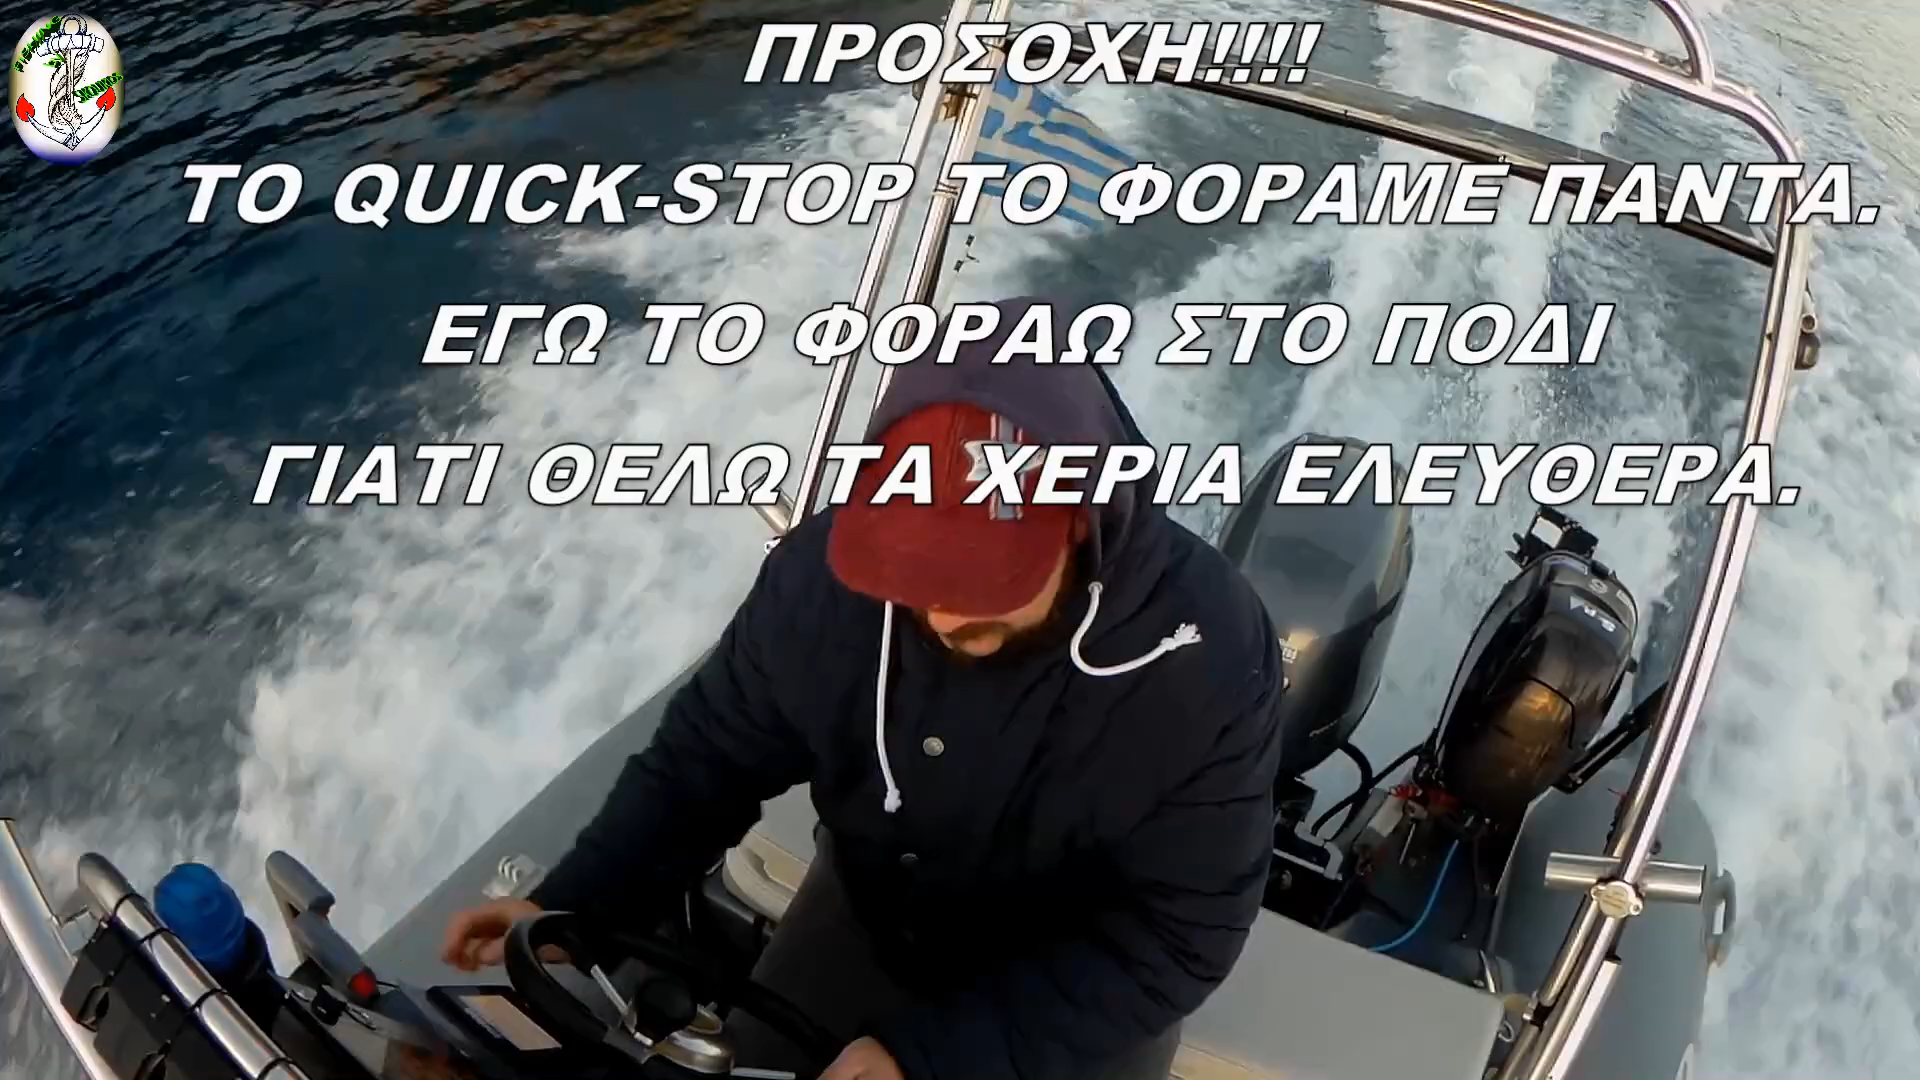 ΠΡΟΣΟΧΗ!!!!
ΤΟ QUICK-STOP ΤΟ ΦΟΡΑΜΕ ΠΑΝΤΑ.
ΕΓΩ ΤΟ ΦΟΡΑΩ ΣΤΟ ΠΟΔΙ
ΓΙΑΤΙ ΘΕΛΩ ΤΑ ΧΕΡΙΑ ΕΛΕΥΘΕΡΑ.